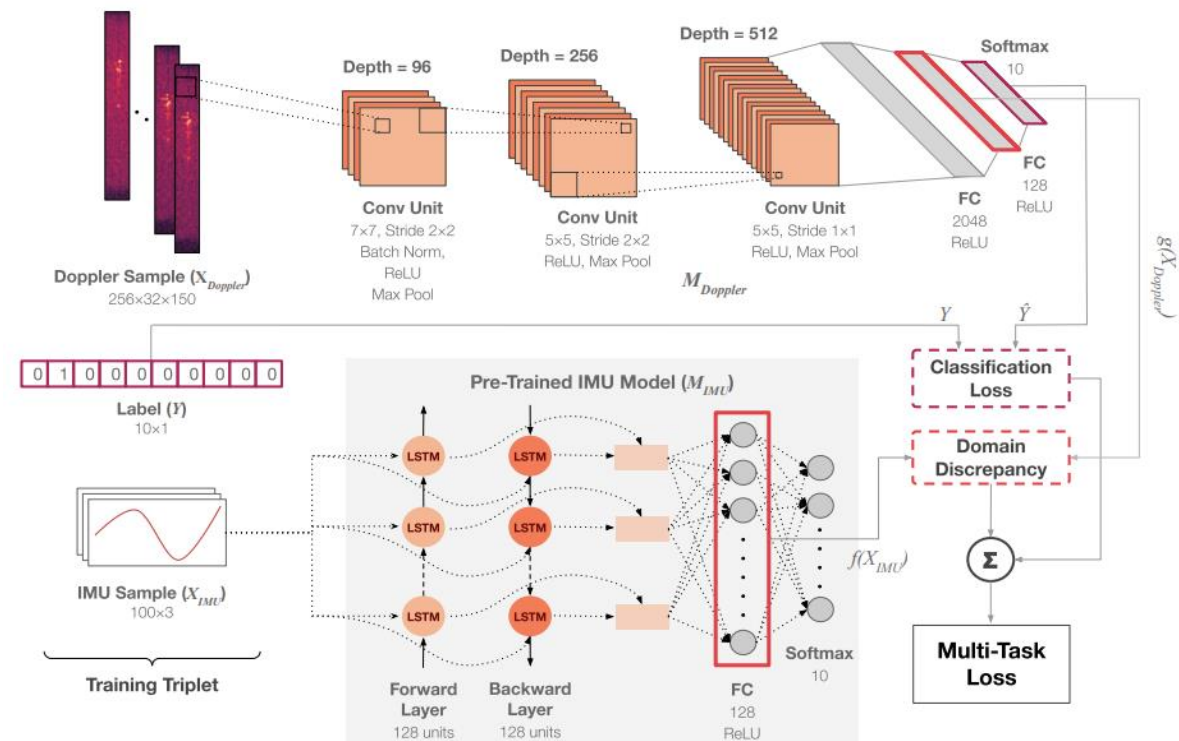 Depth = 96
Depth = 256
Depth = 512
Softmax
10
Conv Unit
7×7, Stride 2×2
Batch Norm,
ReLU
Max Pool
Conv Unit
5×5, Stride 2×2
ReLU, Max Pool
Conv Unit
5×5, Stride 1×1
ReLU, Max Pool
FC
2048
ReLU
FC
128
ReLU
M_Doppler
g(X_Doppler)
Doppler Sample (X_Doppler)
256×32×150
Y
Ŷ
0 1 0 0 0 0 0 0 0 0
Label (Y)
10×1
Classification
Loss
Domain
Discrepancy
Σ
Multi-Task
Loss
Pre-Trained IMU Model (M_IMU)
LSTM
LSTM
LSTM
LSTM
LSTM
LSTM
f(X_IMU)
IMU Sample (X_IMU)
100×3
Training Triplet
Forward
Layer
128 units
Backward
Layer
128 units
FC
128
ReLU
Softmax
10